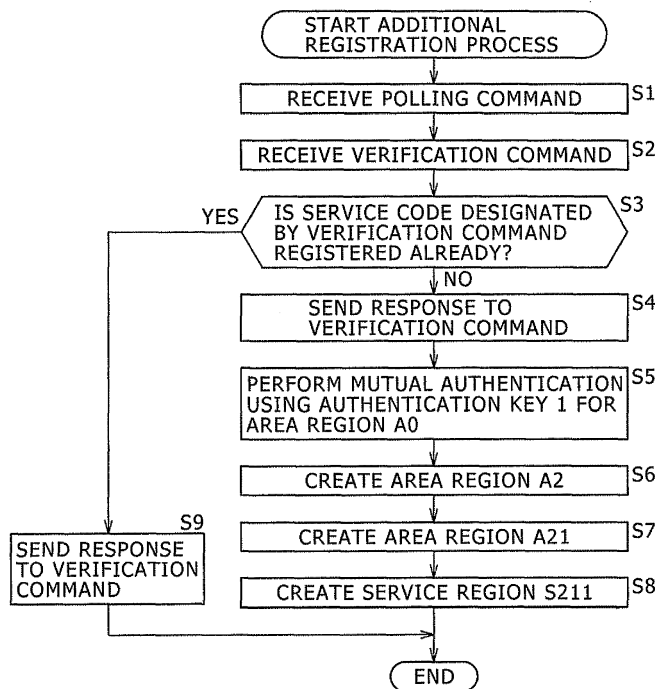 START ADDITIONAL
REGISTRATION PROCESS
RECEIVE POLLING COMMAND
S1
RECEIVE VERIFICATION COMMAND
S2
IS SERVICE CODE DESIGNATED
BY VERIFICATION COMMAND
REGISTERED ALREADY?
S3
YES
NO
SEND RESPONSE TO
VERIFICATION COMMAND
S4
PERFORM MUTUAL AUTHENTICATION
USING AUTHENTICATION KEY 1 FOR
AREA REGION A0
S5
CREATE AREA REGION A2
S6
CREATE AREA REGION A21
S7
CREATE SERVICE REGION S211
S8
S9
SEND RESPONSE
TO VERIFICATION
COMMAND
END